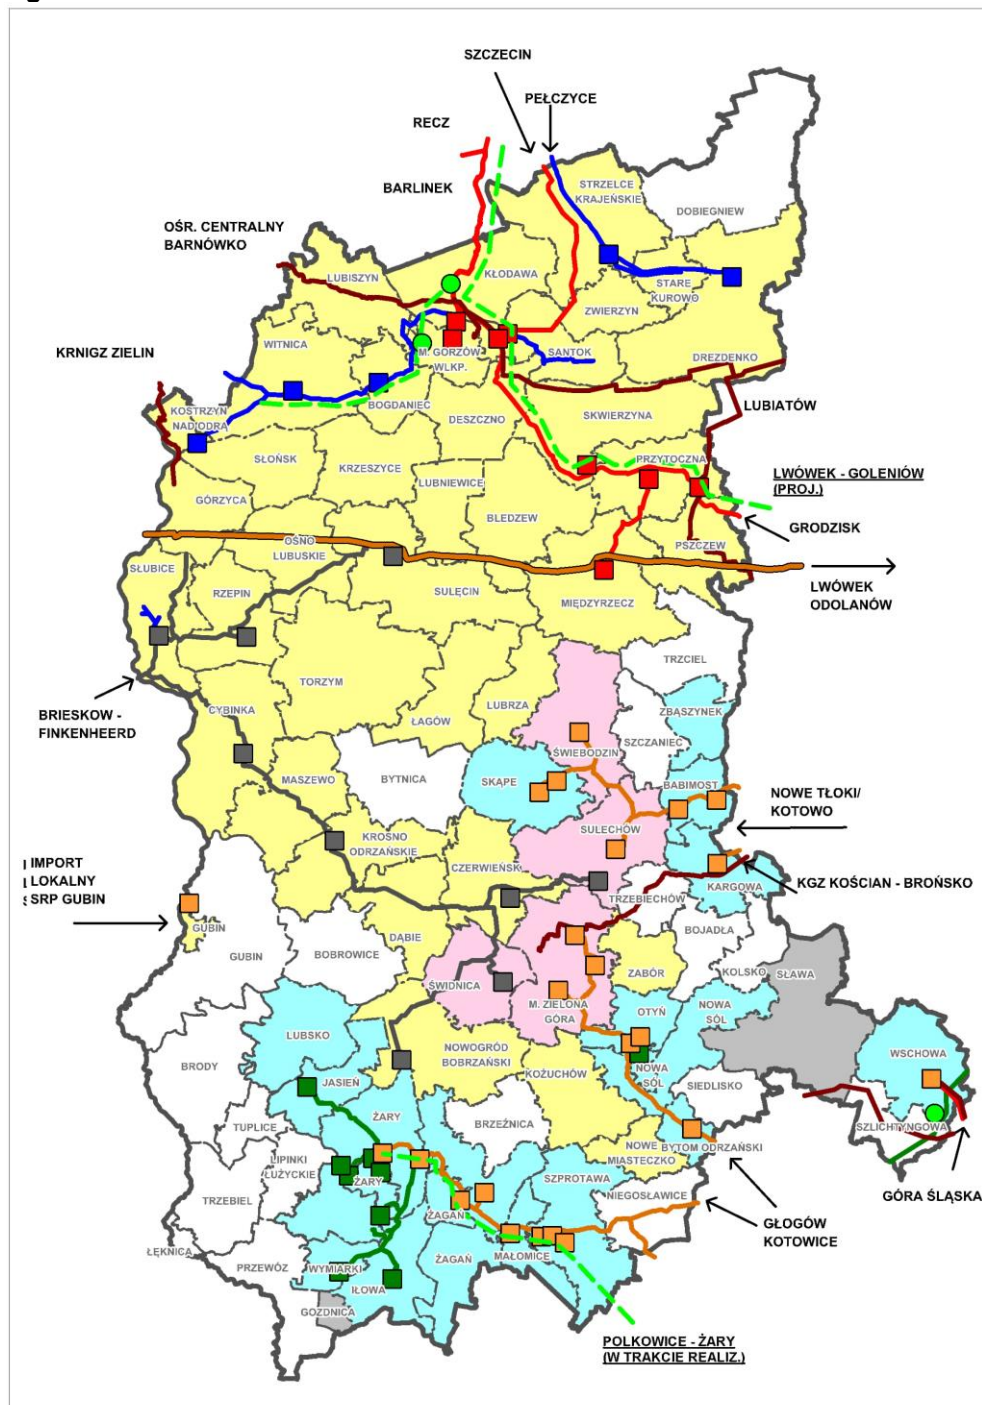 SZCZECIN
PEŁCZYCE
RECZ
BARLINEK
STRZELCE
KRAJEŃSKIE
DOBIEGNIEW
OŚR. CENTRALNY
BARNÓWKO
LUBISZYN
KŁODAWA
STARE
KUROWO
ZWIERZYN
WITNICA
M. GORZÓW
WLKP.
SANTOK
KRNIGZ ZIELIN
DREZDENKO
BOGDANIEC
KOSTRZYN
NAD ODRĄ
DESZCZNO
SKWIERZYNA
LUBIATÓW
SŁOŃSK
KRZESZYCE
PRZYTOCZNA
LUBNIEWICE
LWÓWEK - GOLENIÓW
(PROJ.)
GÓRZYCA
BLEDZEW
GRODZISK
OŚNO
LUBUSKIE
PSZCZEW
SŁUBICE
RZEPIN
SULĘCIN
LWÓWEK
ODOLANÓW
MIĘDZYRZECZ
TRZCIEL
TORZYM
LUBRZA
BRIESKOW -
FINKENHEERD
CYBINKA
ŁAGÓW
ZBĄSZYNEK
SZCZANIEC
ŚWIEBODZIN
MASZEWO
BYTNICA
SKĄPE
BABIMOST
NOWE TŁOKI/
KOTOWO
KROSNO
ODRZAŃSKIE
SULECHÓW
IMPORT
LOKALNY
SRP GUBIN
CZERWIEŃSK
KARGOWA
KGZ KOŚCIAN - BROŃSKO
TRZEBIECHÓW
GUBIN
DĄBIE
BOJADŁA
GUBIN
BOBROWICE
ZABÓR
KOLSKO
SŁAWA
ŚWIDNICA
M. ZIELONA
GÓRA
OTYŃ
NOWA
SÓL
LUBSKO
NOWOGRÓD
BOBRZAŃSKI
WSCHOWA
BRODY
JASIEŃ
KOŻUCHÓW
NOWA
SÓL
SIEDLISKO
TUPLICE
ŻARY
BRZEŹNICA
SZLICHTYNGOWA
NOWE
MIASTECZKO
BYTOM ODRZAŃSKI
LIPINKI
ŁUŻYCKIE
ŻARY
SZPROTAWA
NIEGOSŁAWICE
GÓRA ŚLĄSKA
TRZEBIEL
ŻAGAŃ
GŁOGÓW
KOTOWICE
ŁĘKNICA
PRZEWÓZ
WYMIARKI
ŻAGAŃ
MAŁOMICE
IŁOWA
GOZDNICA
POLKOWICE - ŻARY
(W TRAKCIE REALIZ.)